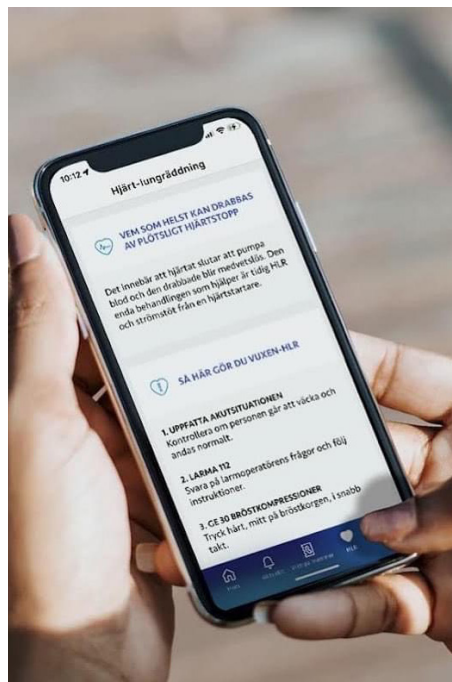 10:12
Hjärt-lungräddning
VEM SOM HELST KAN DRABBAS
AV PLÖTSLIGT HJÄRTSTOPP
Det innebär att hjärtat slutar att pumpa
blod och den drabbade blir medvetslös. Den
enda behandlingen som hjälper är tidig HLR
och strömstöt från en hjärtstartare.
SÅ HÄR GÖR DU VUXEN-HLR
1. UPPFATTA AKUTSITUATIONEN
Kontrollera om personen går att väcka och
andas normalt.
2. LARMA 112
Svara på larmoperatörens frågor och följ
instruktioner.
3. GE 30 BRÖSTKOMPRESSIONER
Tryck hårt, mitt på bröstkorgen, i snabb
takt.
Hem Aktuellt Viktiga nummer HLR